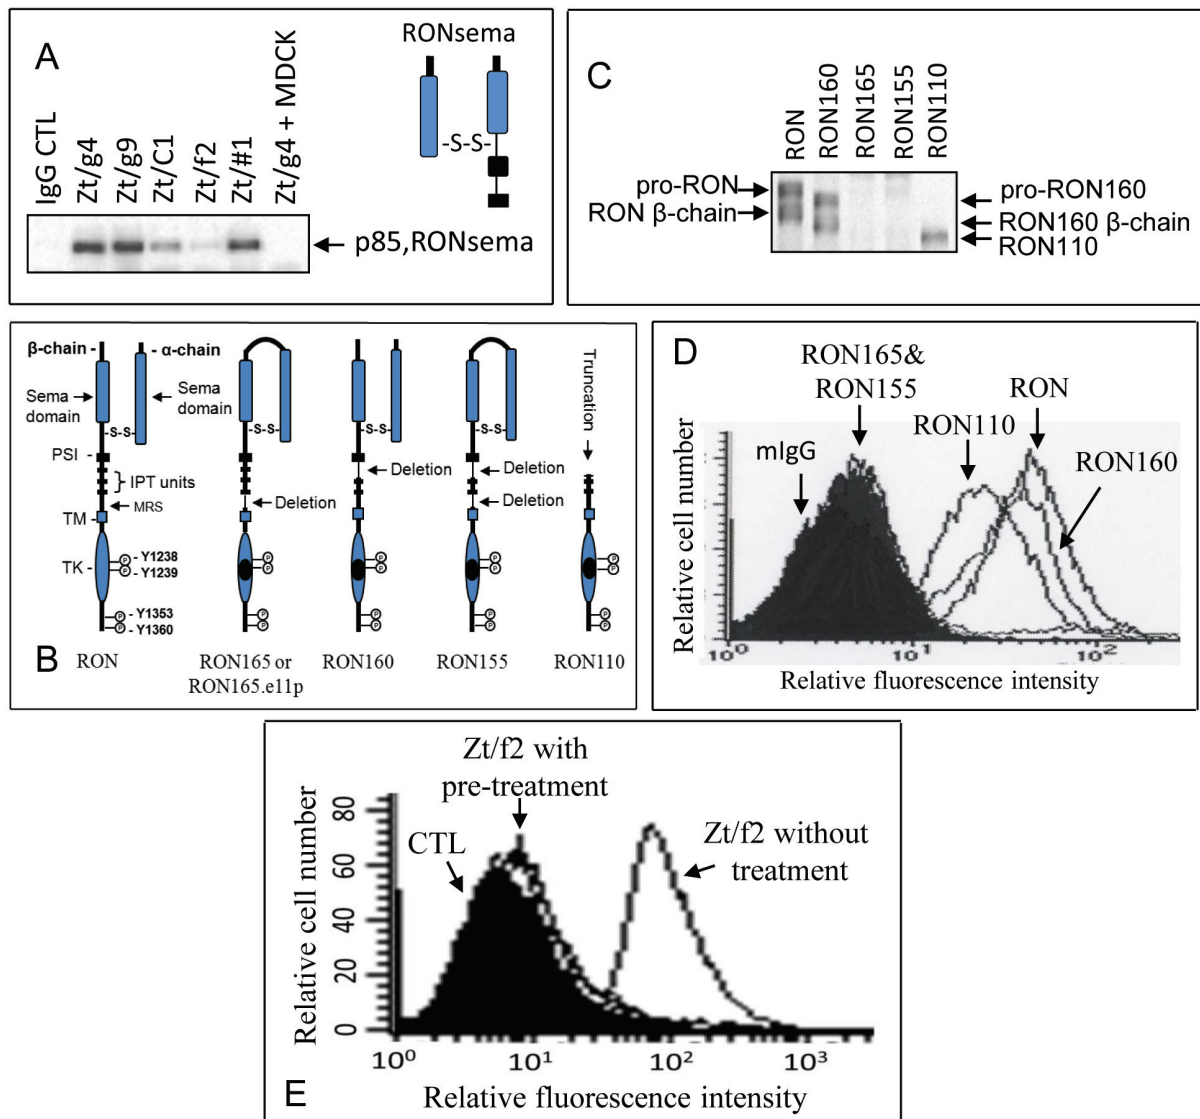 A
IgG CTL
Zt/g4
Zt/g9
Zt/C1
Zt/f2
Zt/#1
Zt/g4 + MDCK
RONsema
-S-S-
p85,RONsema
C
RON
RON160
RON165
RON155
RON110
pro-RON
RON β-chain
pro-RON160
RON160 β-chain
RON110
β-chain
α-chain
Sema
domain
Sema
domain
-S-S-
-S-S-
-S-S-
-S-S-
PSI
IPT units
MRS
TM
TK
P
P
Y1238
Y1239
P
P
Y1353
Y1360
Deletion
P
P
P
P
Deletion
P
P
P
P
Deletion
Deletion
P
P
P
P
Truncation
P
P
P
P
B
RON
RON165 or
RON165.e11p
RON160
RON155
RON110
D
RON165&
RON155
RON
RON110
mIgG
RON160
Relative cell number
10⁰
10¹
10²
Relative fluorescence intensity
Zt/f2 with
pre-treatment
CTL
Zt/f2 without
treatment
Relative cell number
80
60
40
20
0
10⁰
10¹
10²
10³
E
Relative fluorescence intensity